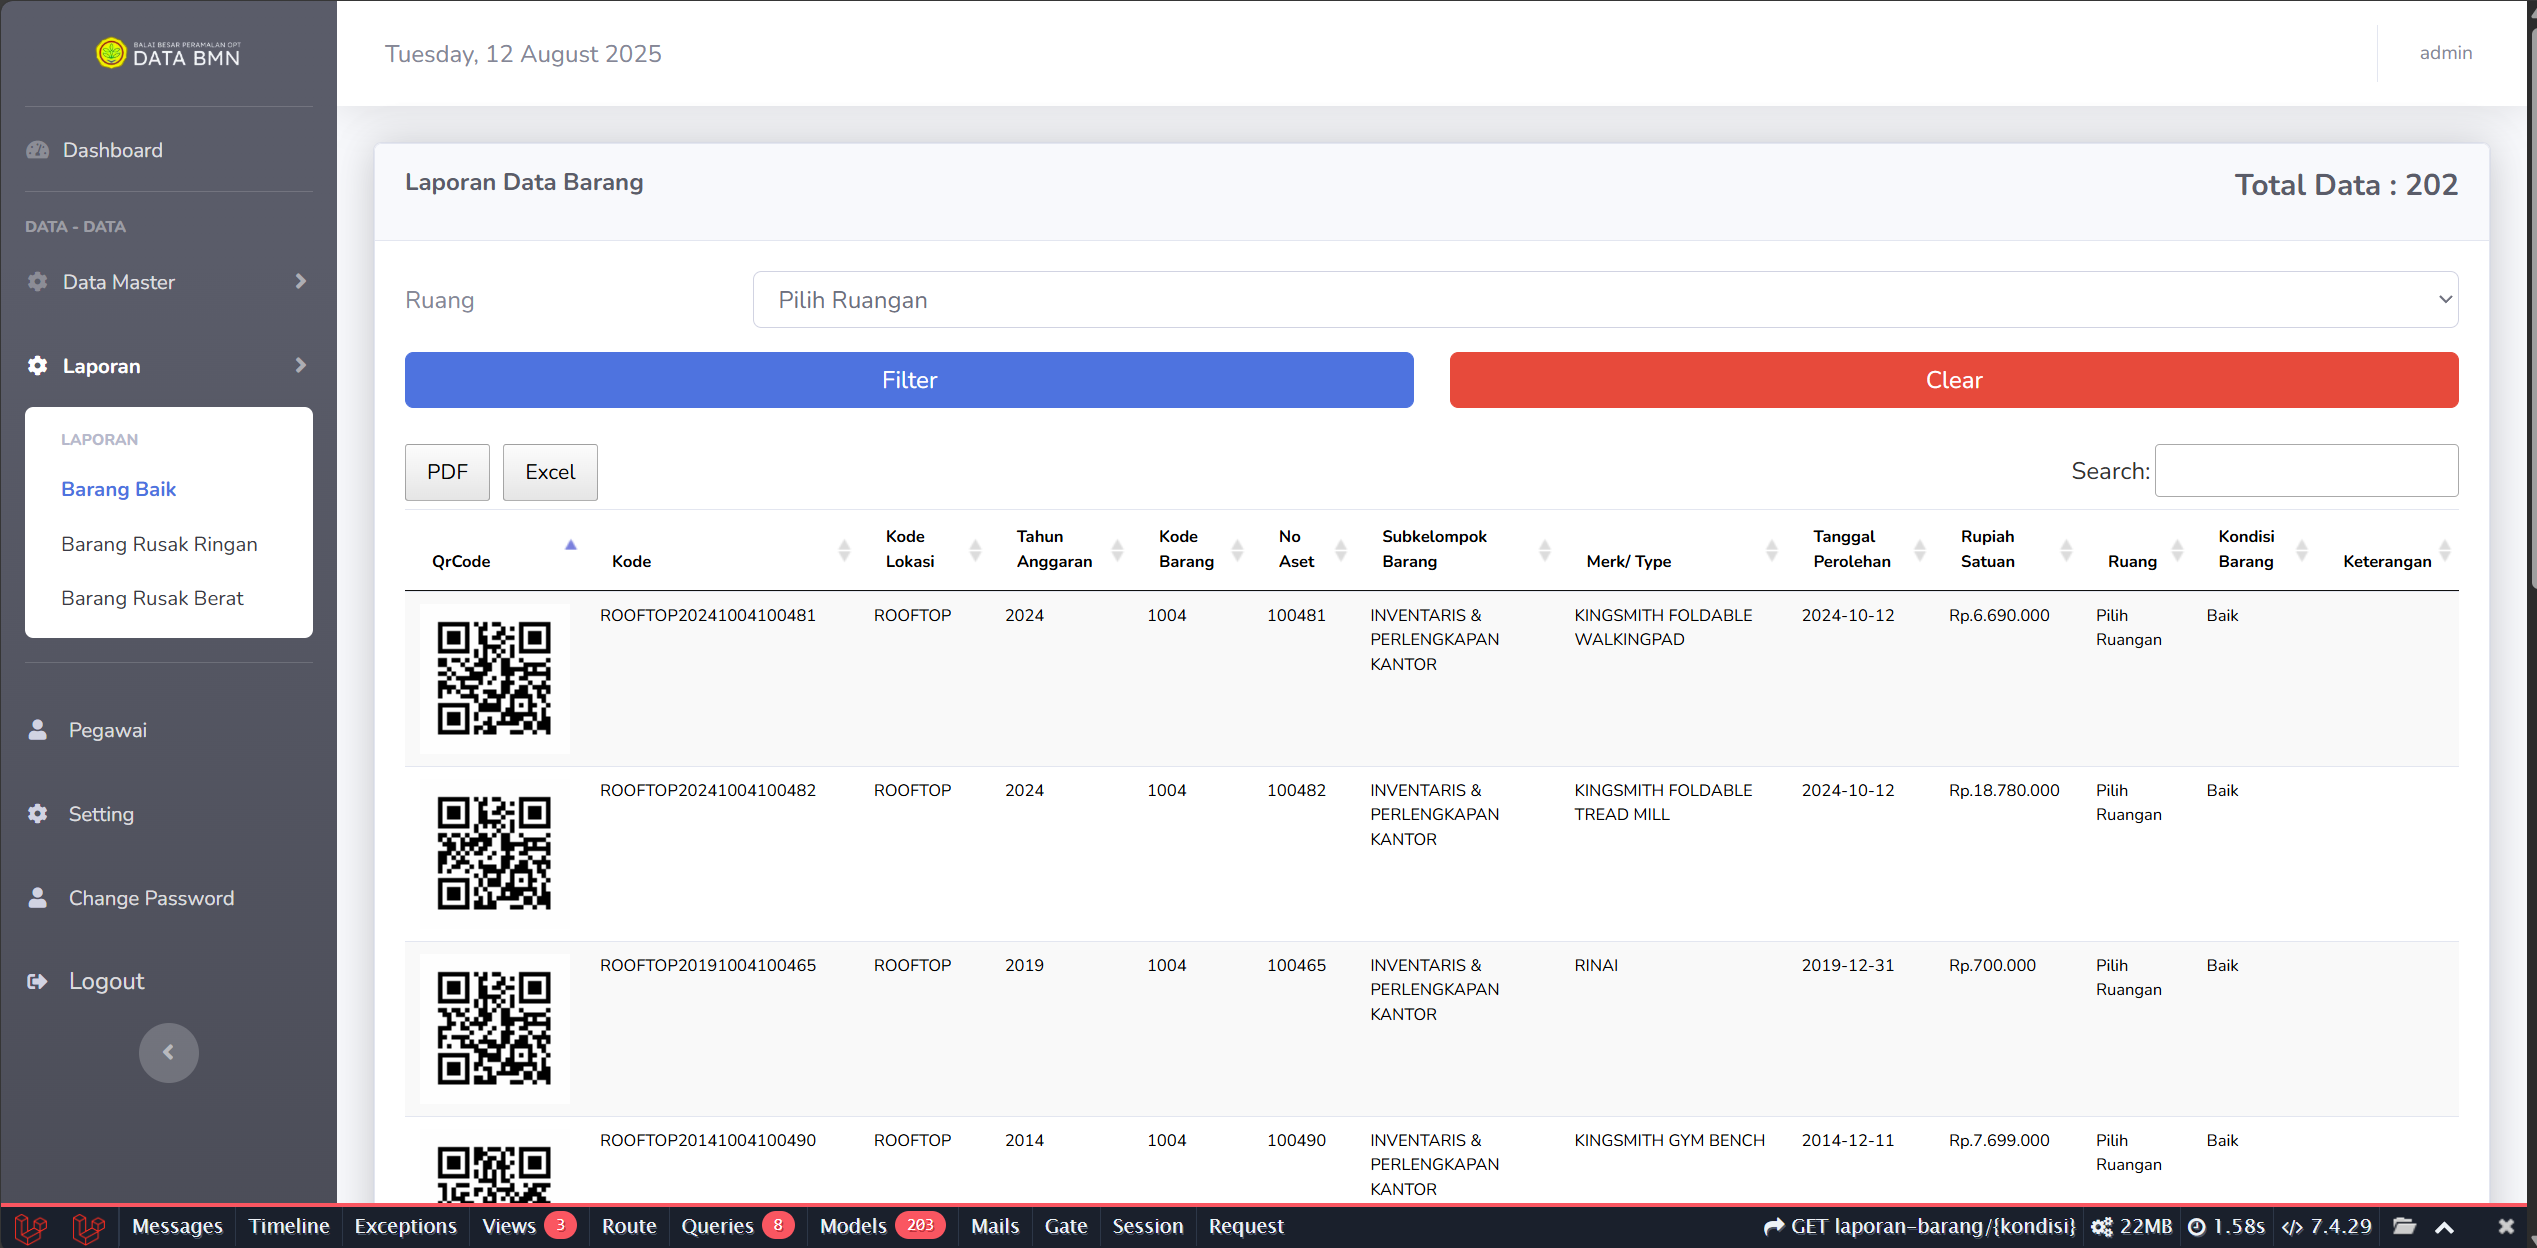 BALAI BESAR PERAMALAN OPT
DATA BMN
Dashboard
DATA - DATA
Data Master
Laporan
LAPORAN
Barang Baik
Barang Rusak Ringan
Barang Rusak Berat
Pegawai
Setting
Change Password
Logout
Tuesday, 12 August 2025
admin
Laporan Data Barang
Total Data : 202
Ruang
Pilih Ruangan
Filter
Clear
PDF Excel
Search:
QrCode Kode Kode Lokasi Tahun Anggaran Kode Barang No Aset Subkelompok Barang Merk/ Type Tanggal Perolehan Rupiah Satuan Ruang Kondisi Barang Keterangan
ROOFTOP20241004100481 ROOFTOP 2024 1004 100481 INVENTARIS & KINGSMITH FOLDABLE 2024-10-12 Rp.6.690.000 Pilih Baik
PERLENGKAPAN WALKINGPAD Ruangan
KANTOR
ROOFTOP20241004100482 ROOFTOP 2024 1004 100482 INVENTARIS & KINGSMITH FOLDABLE 2024-10-12 Rp.18.780.000 Pilih Baik
PERLENGKAPAN TREAD MILL Ruangan
KANTOR
ROOFTOP20191004100465 ROOFTOP 2019 1004 100465 INVENTARIS & RINAI 2019-12-31 Rp.700.000 Pilih Baik
PERLENGKAPAN Ruangan
KANTOR
ROOFTOP20141004100490 ROOFTOP 2014 1004 100490 INVENTARIS & KINGSMITH GYM BENCH 2014-12-11 Rp.7.699.000 Pilih Baik
PERLENGKAPAN Ruangan
KANTOR
Messages Timeline Exceptions Views 3 Route Queries 8 Models 203 Mails Gate Session Request GET laporan-barang/{kondisi} 22MB 1.58s 7.4.29